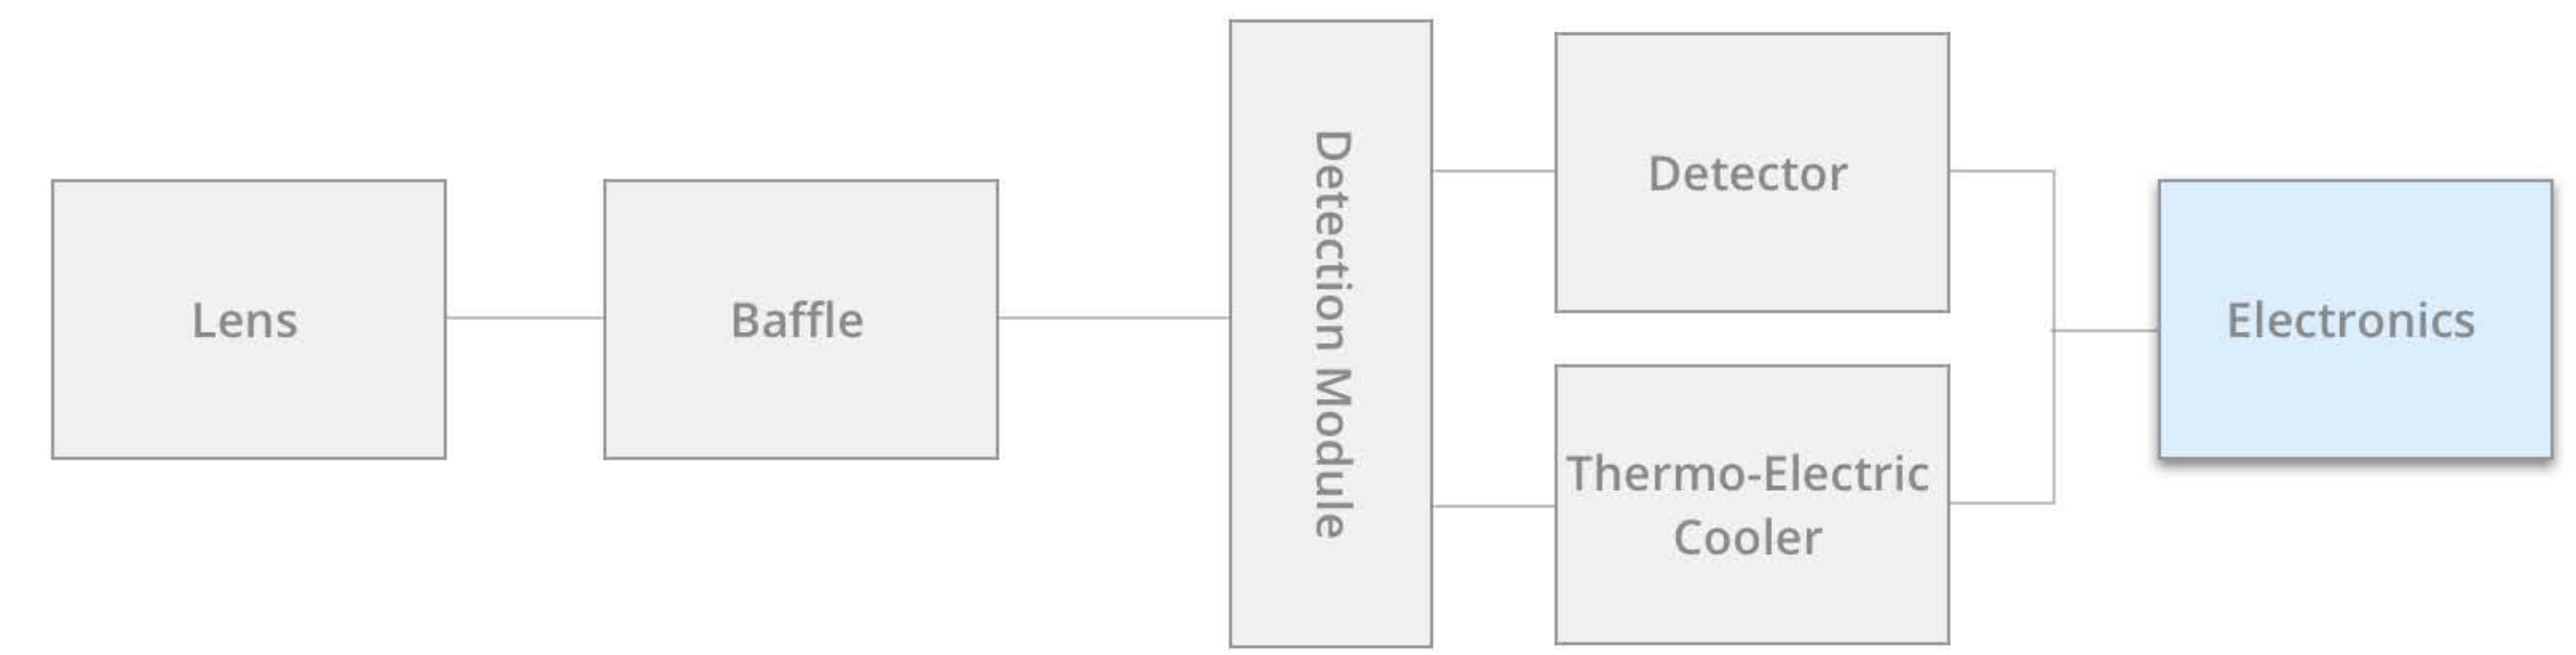 Lens
Baffle
Detection Module
Detector
Thermo-Electric
Cooler
Electronics